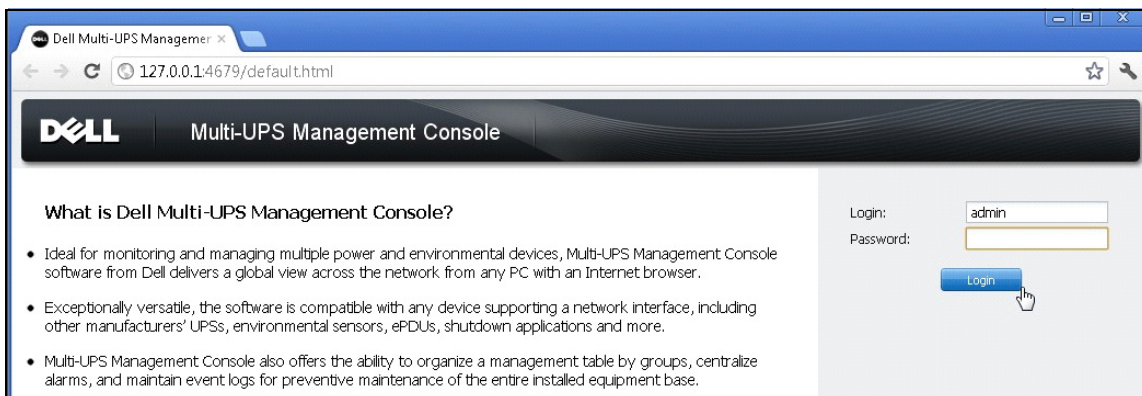 Dell Multi-UPS Managemer
127.0.0.1:4679/default.html
DELL Multi-UPS Management Console
What is Dell Multi-UPS Management Console?
• Ideal for monitoring and managing multiple power and environmental devices, Multi-UPS Management Console
software from Dell delivers a global view across the network from any PC with an Internet browser.
• Exceptionally versatile, the software is compatible with any device supporting a network interface, including
other manufacturers' UPSs, environmental sensors, ePDUs, shutdown applications and more.
• Multi-UPS Management Console also offers the ability to organize a management table by groups, centralize
alarms, and maintain event logs for preventive maintenance of the entire installed equipment base.
Login: admin
Password:
Login